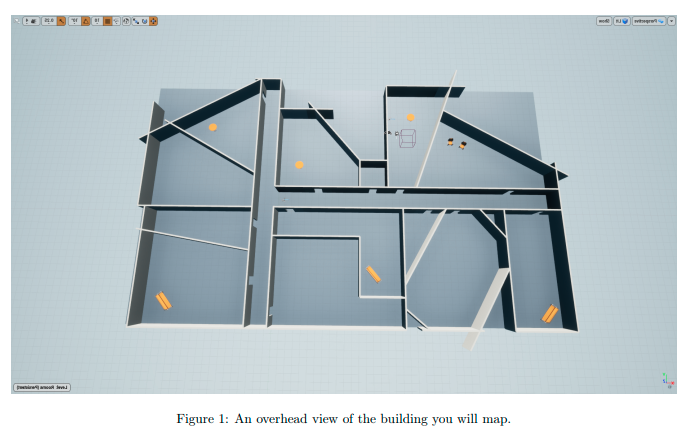 Show Lit Perspective
Level: Rooms (Persistent)
Figure 1: An overhead view of the building you will map.